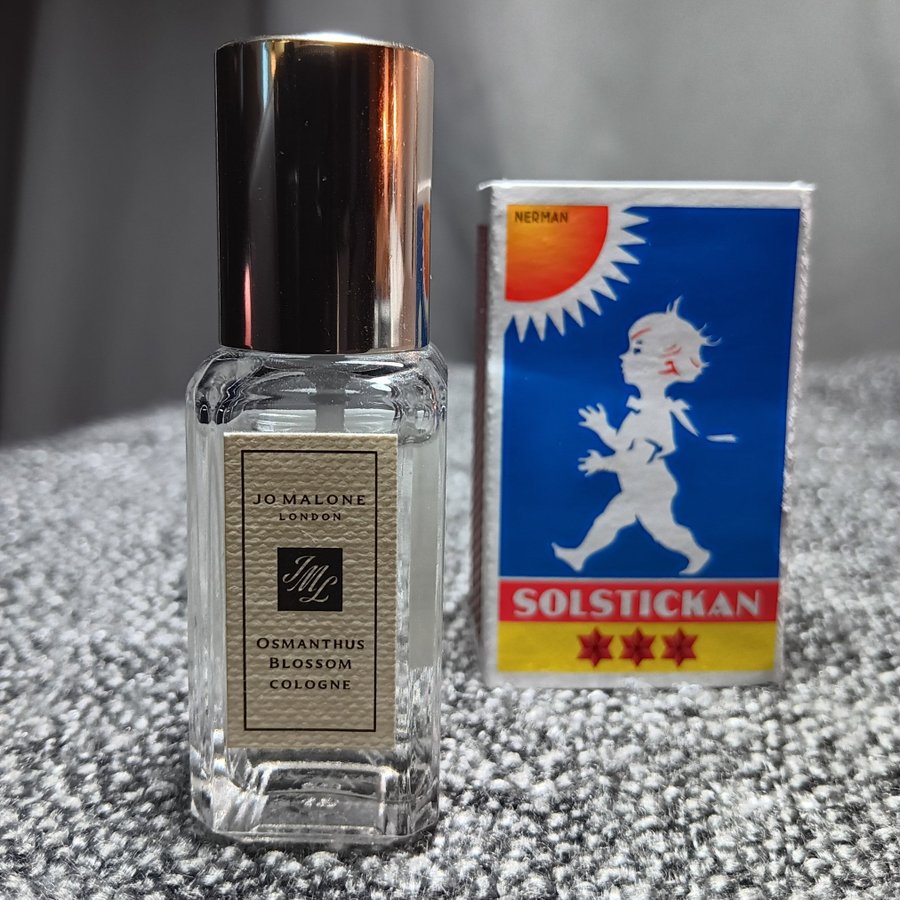 JO MALONE
LONDON
JML
OSMANTHUS
BLOSSOM
COLOGNE
NERMAN
SOLSTICKAN